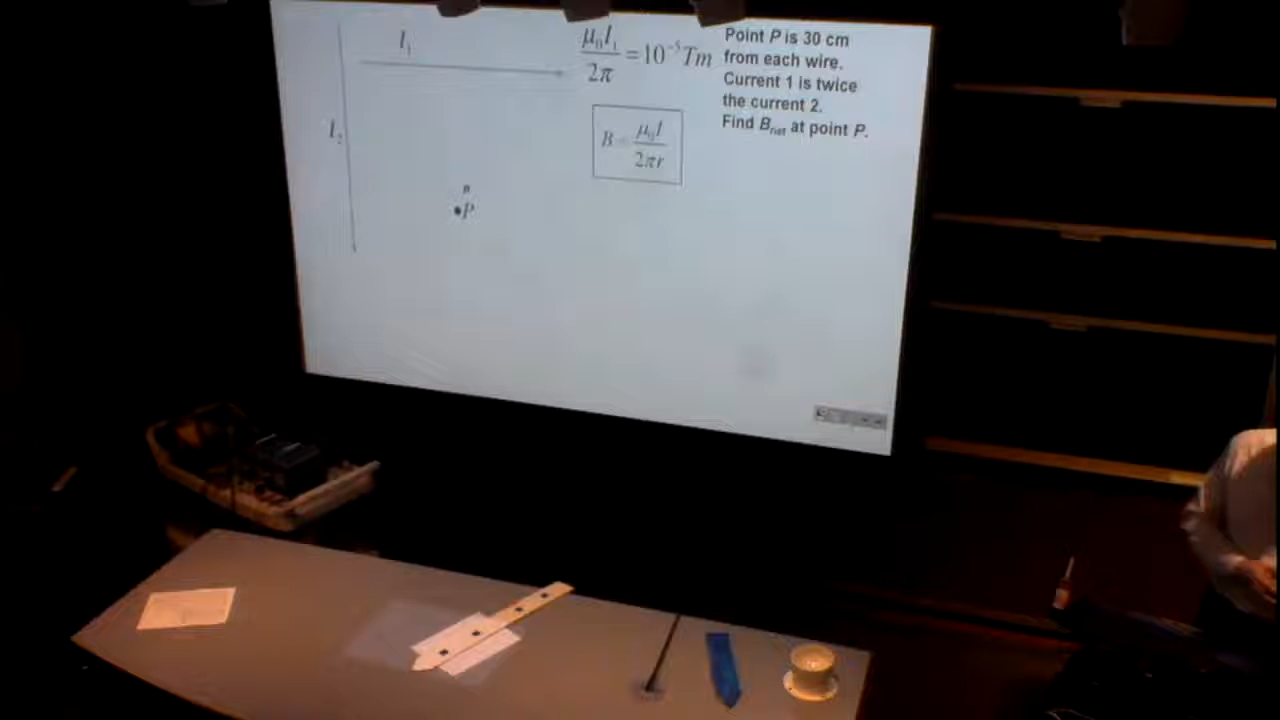 I₁
μ₀I₁/2π = 10⁻⁵ Tm
Point P is 30 cm
from each wire.
Current 1 is twice
the current 2.
Find Bnet at point P.
I₂
B = μ₀I/2πr
P